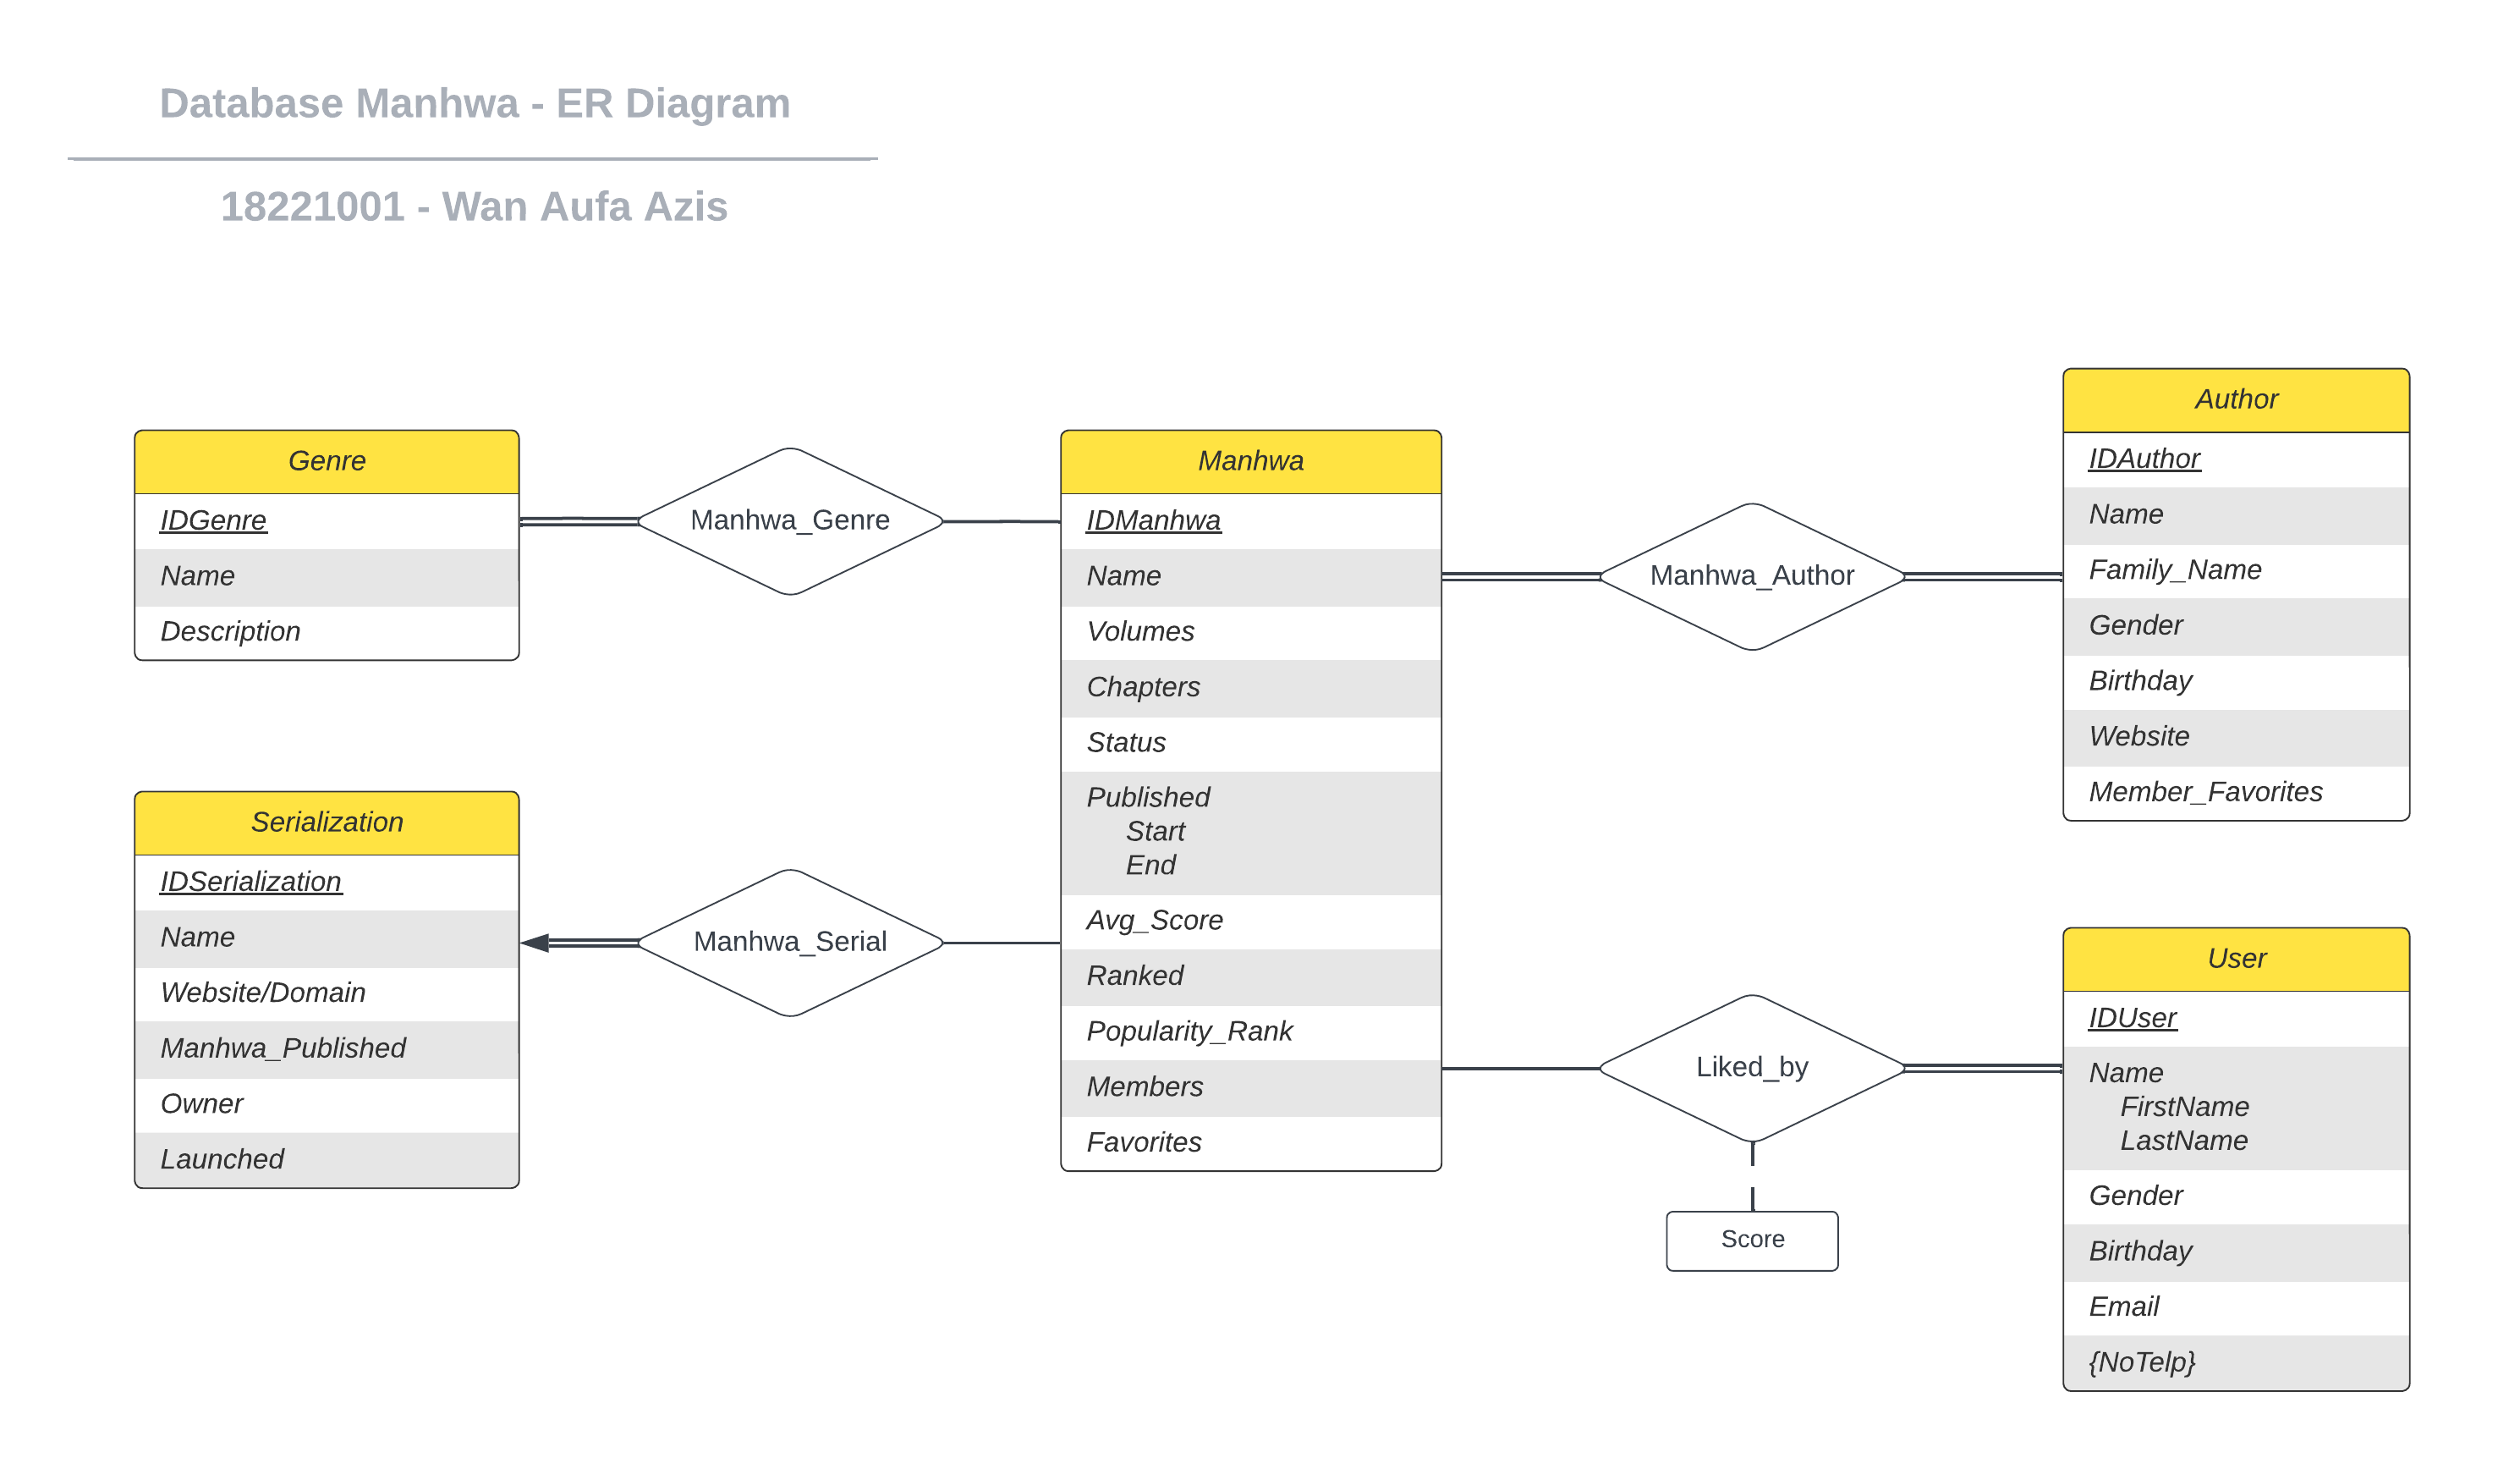 Database Manhwa - ER Diagram
18221001 - Wan Aufa Azis
Genre
IDGenre
Name
Description
Manhwa_Genre
Serialization
IDSerialization
Name
Website/Domain
Manhwa_Published
Owner
Launched
Manhwa_Serial
Manhwa
IDManhwa
Name
Volumes
Chapters
Status
Published
Start
End
Avg_Score
Ranked
Popularity_Rank
Members
Favorites
Manhwa_Author
Liked_by
Score
Author
IDAuthor
Name
Family_Name
Gender
Birthday
Website
Member_Favorites
User
IDUser
Name
FirstName
LastName
Gender
Birthday
Email
{NoTelp}